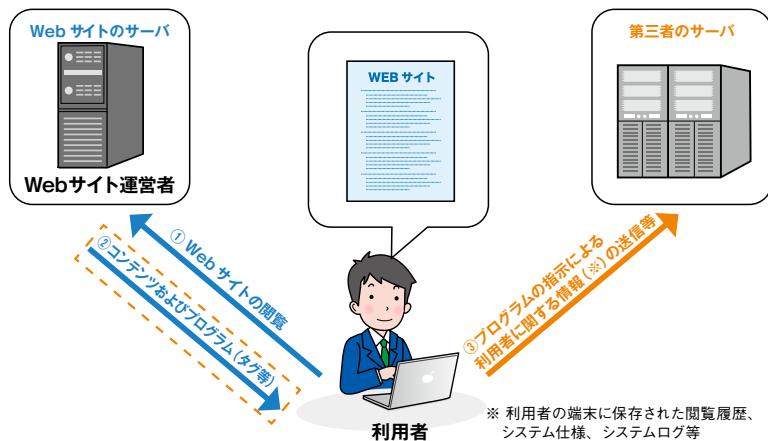 Web サイトのサーバ
Webサイト運営者
WEB サイト
第三者のサーバ
① Web サイトの閲覧
②コンテンツおよびプログラム(タグ等)
③プログラムの指示による
利用者に関する情報(※)の送信等
利用者
※ 利用者の端末に保存された閲覧履歴、
システム仕様、システムログ等